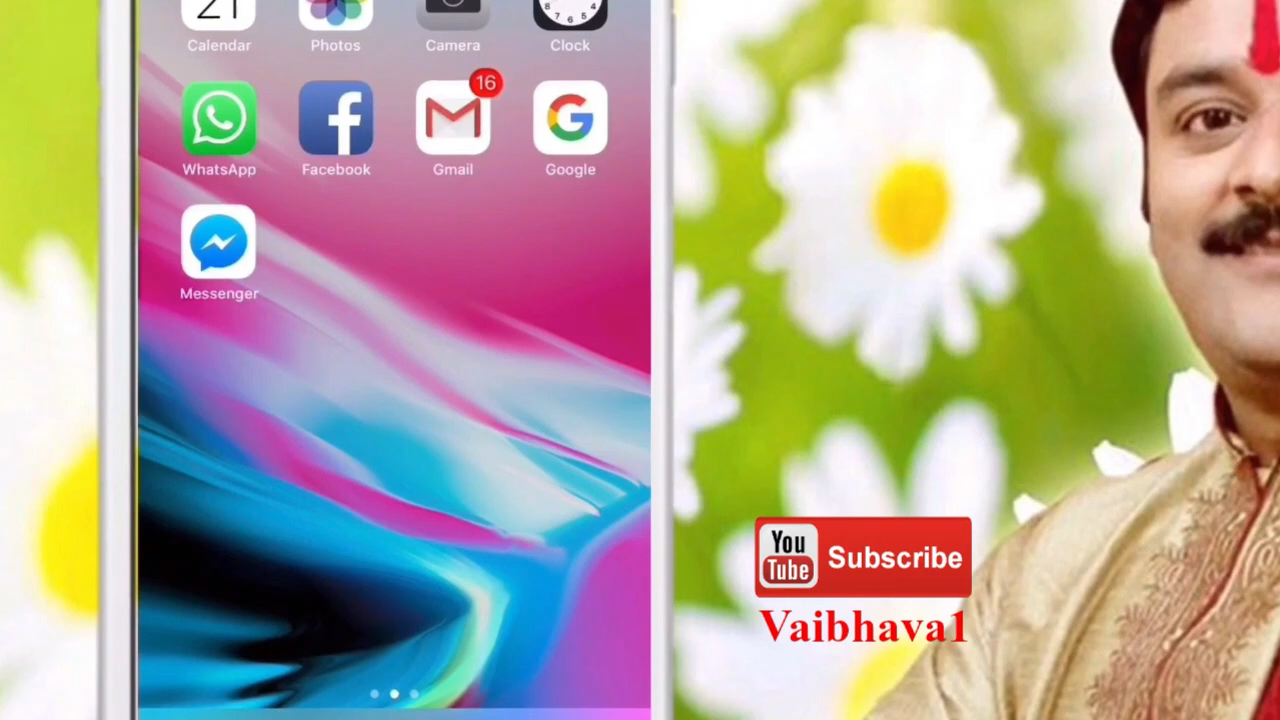 21
Calendar
Photos
Camera
Clock
16
WhatsApp
Facebook
Gmail
Google
Messenger
You
Tube
Subscribe
Vaibhava1